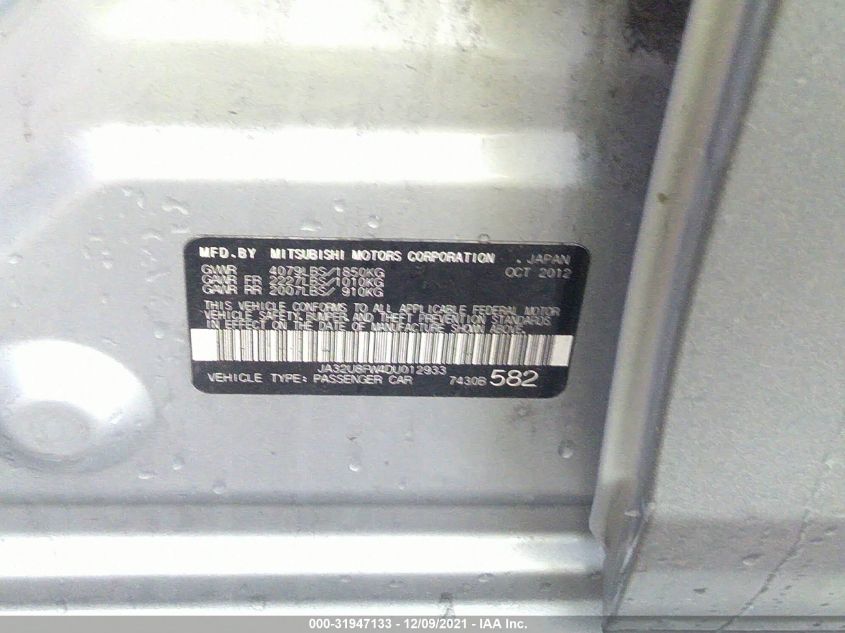 MFD.BY MITSUBISHI MOTORS CORPORATION , JAPAN
GVWR 4079LBS/1850KG OCT 2012
GAWR FR 2227LBS/1010KG
GAWR RR 2007LBS/ 910KG
THIS VEHICLE CONFORMS TO ALL APPLICABLE FEDERAL MOTOR
VEHICLE SAFETY,BUMPER,AND THEFT PREVENTION STANDARDS
IN EFFECT ON THE DATE OF MANUFACTURE SHOWN ABOVE.
JA32U8FW4DU012933
VEHICLE TYPE: PASSENGER CAR 7430B 582
000-31947133 - 12/09/2021 - IAA Inc.